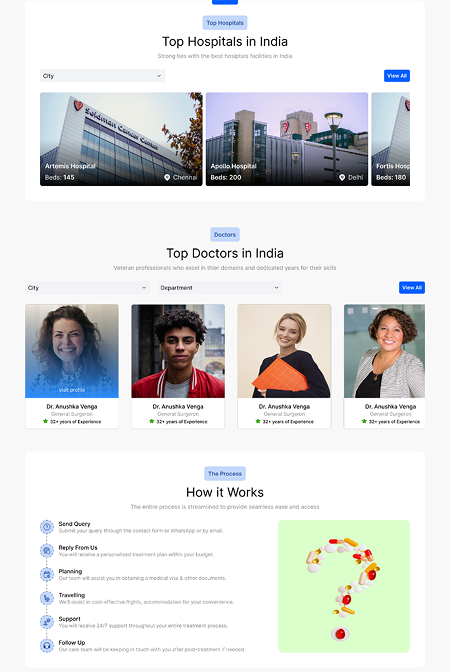 Top Hospitals
Top Hospitals in India
Strong ties with the best hospitals facilities in India
City
View All
Seidman Cancer Center
Artemis Hospital
Beds: 145
Chennai
Apollo Hospital
Beds: 200
Delhi
Fortis Hosp
Beds: 180
Doctors
Top Doctors in India
Veteran professionals who excel in thier domains and dedicated years for their skills
City
Department
View All
visit profile
Dr. Anushka Venga
General Surgeron
32+ years of Experience
Dr. Anushka Venga
General Surgeron
32+ years of Experience
Dr. Anushka Venga
General Surgeron
32+ years of Experience
Dr. Anushka Venga
General Surgeron
32+ years of Experience
The Process
How it Works
The entire process is streamlined to provide seamless ease and access
Send Query
Submit your query through the contact form or WhatsApp or by email.
Reply From Us
You will receive a personalized treatment plan within your budget.
Planning
Our team will assist you in obtaining a medical visa & other documents.
Travelling
We'll assist in cost-effective flights, accommodation for your convenience.
Support
You will receive 24/7 support throughout your entire treatment process.
Follow Up
Our care team will be keeping in touch with you after post-treatment if needed